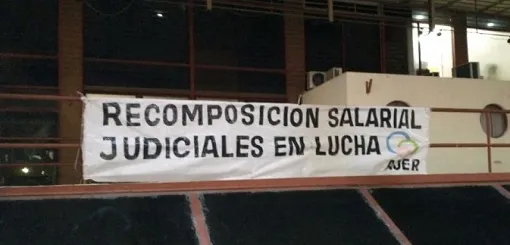 RECOMPOSICION SALARIAL
JUDICIALES EN LUCHA
AJER